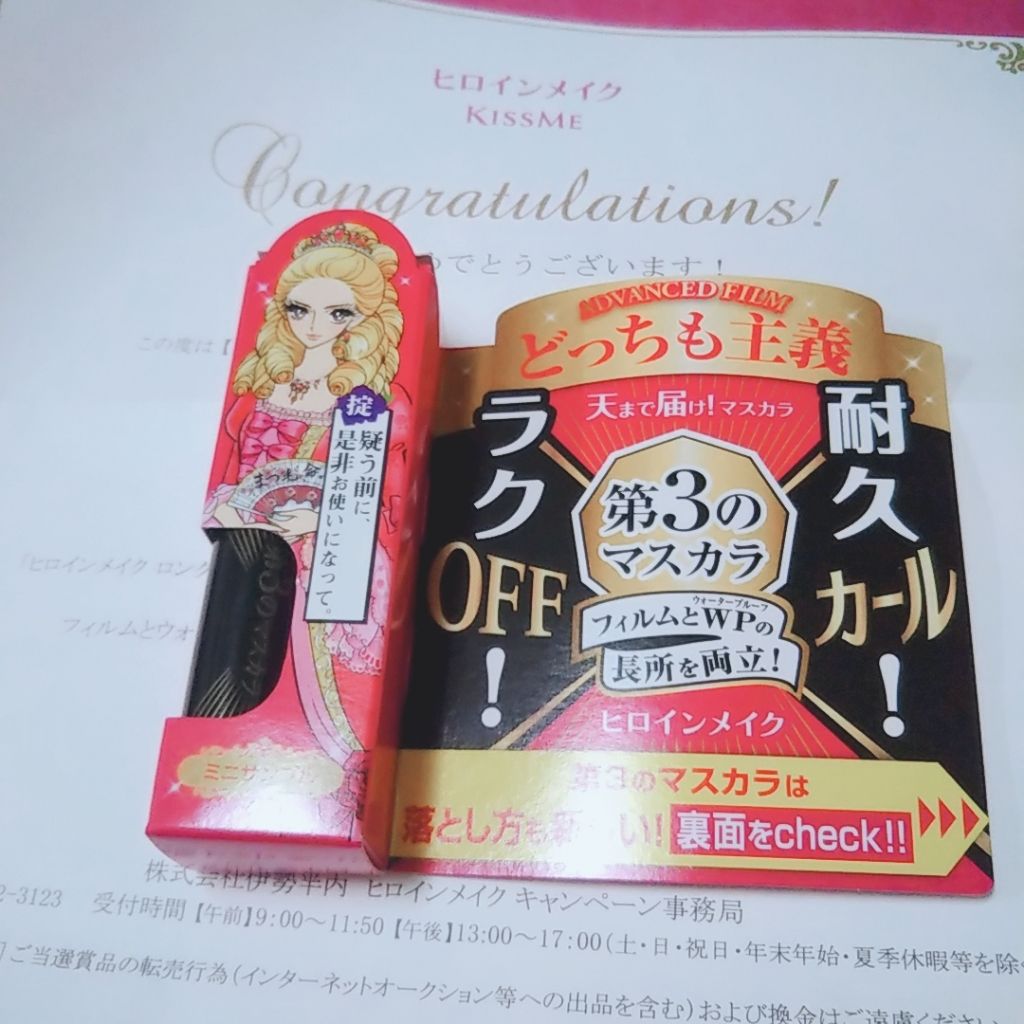 ヒロインメイク
KISSME
Congratulations!
でとうございます!
この度は【
「ヒロインメイク ロング
フィルムとウォ
掟
疑う前に、
是非お使いになって。
まつ毛命
ミニサンプル
ADVANCED FILM
どっちも主義
天まで届け!マスカラ
ラクOFF!
耐久カール!
第3の
マスカラ
ウォータープルーフ
フィルムとWPの
長所を両立!
ヒロインメイク
第3のマスカラは
落とし方も新しい!裏面をcheck!!
株式会社伊勢半内 ヒロインメイク キャンペーン事務局
2-3123 受付時間【午前】9:00～11:50【午後】13:00～17:00(土・日・祝日・年末年始・夏季休暇等を除く
】ご当選賞品の転売行為(インターネットオークション等への出品を含む)および換金はご遠慮ください